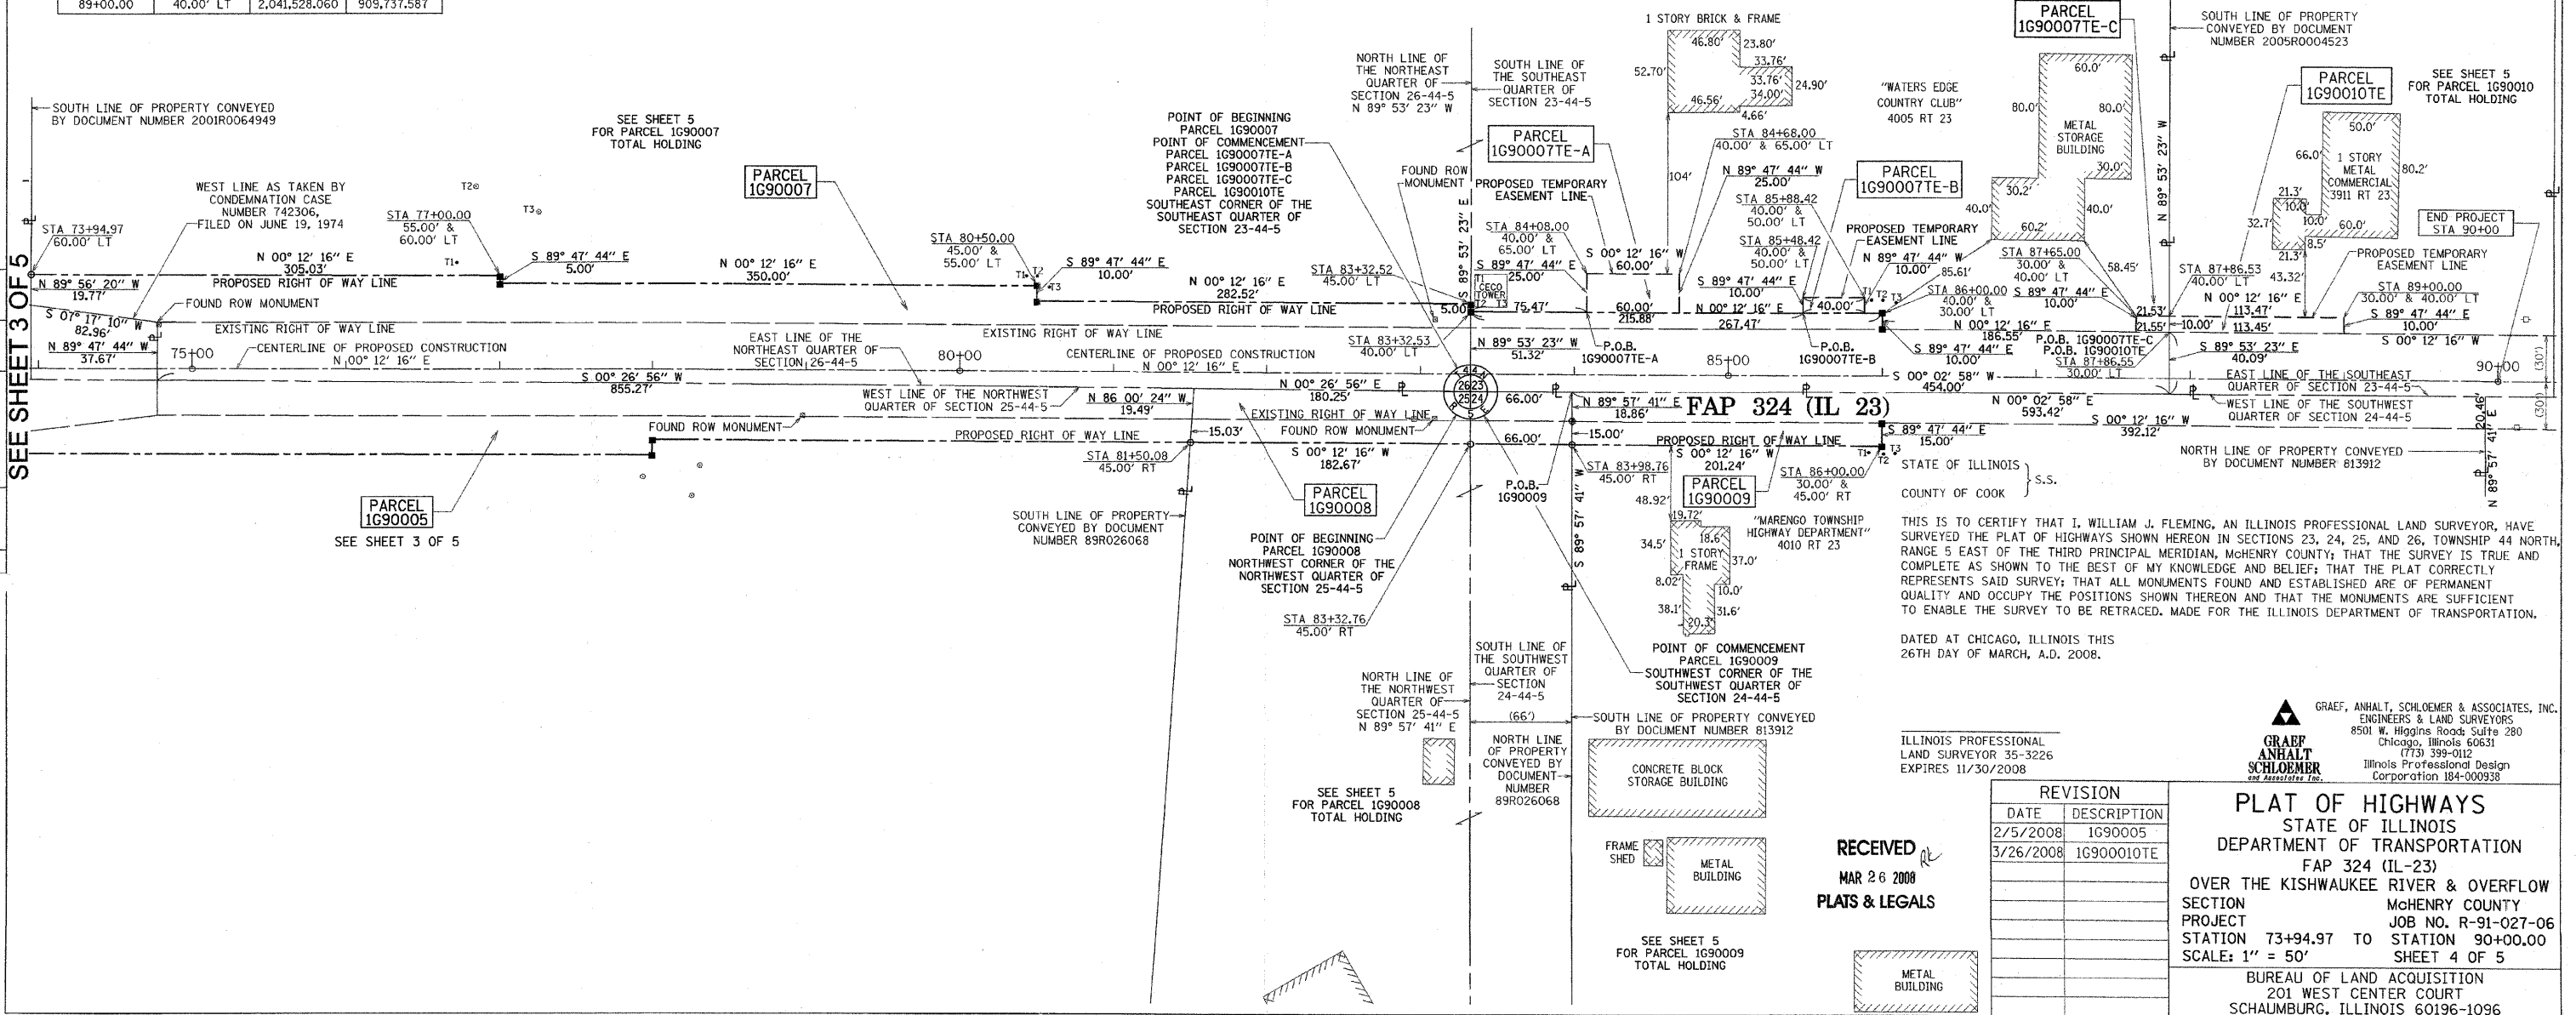 89+00.00 40.00' LT 2,041,528.060 909,737.587
SEE SHEET 3 OF 5
SOUTH LINE OF PROPERTY CONVEYED
BY DOCUMENT NUMBER 2001R0064949
SEE SHEET 5
FOR PARCEL 1G90007
TOTAL HOLDING
WEST LINE AS TAKEN BY
CONDEMNATION CASE
NUMBER 742306,
FILED ON JUNE 19, 1974
STA 73+94.97
60.00' LT
STA 77+00.00
55.00' &
60.00' LT
T1
T2
T3
PARCEL
1G90007
N 00° 12' 16" E
305.03'
S 89° 47' 44" E
5.00'
N 00° 12' 16" E
350.00'
STA 80+50.00
45.00' &
55.00' LT
T1 T2
T3
S 89° 47' 44" E
10.00'
N 00° 12' 16" E
282.52'
N 89° 56' 20" W
19.77'
PROPOSED RIGHT OF WAY LINE
PROPOSED RIGHT OF WAY LINE
FOUND ROW MONUMENT
S 07° 17' 10" W
82.96'
EXISTING RIGHT OF WAY LINE
EXISTING RIGHT OF WAY LINE
N 89° 47' 44" W
37.67'
75+00
CENTERLINE OF PROPOSED CONSTRUCTION
N 00° 12' 16" E
EAST LINE OF THE
NORTHEAST QUARTER OF
SECTION 26-44-5
80+00
CENTERLINE OF PROPOSED CONSTRUCTION
N 00° 12' 16" E
S 00° 26' 56" W
855.27'
WEST LINE OF THE NORTHWEST
QUARTER OF SECTION 25-44-5
N 86 00' 24" W
19.49'
N 00° 26' 56" E
180.25'
EXISTING RIGHT OF WAY LINE
FOUND ROW MONUMENT
FOUND ROW MONUMENT
PROPOSED RIGHT OF WAY LINE
15.03'
STA 81+50.08
45.00' RT
S 00° 12' 16" W
182.67'
PARCEL
1G90005
SEE SHEET 3 OF 5
PARCEL
1G90008
SOUTH LINE OF PROPERTY
CONVEYED BY DOCUMENT
NUMBER 89R026068
POINT OF BEGINNING
PARCEL 1G90008
NORTHWEST CORNER OF THE
NORTHWEST QUARTER OF
SECTION 25-44-5
STA 83+32.76
45.00' RT
NORTH LINE OF
THE NORTHWEST
QUARTER OF
SECTION 25-44-5
N 89° 57' 41" E
SEE SHEET 5
FOR PARCEL 1G90008
TOTAL HOLDING
POINT OF BEGINNING
PARCEL 1G90007
POINT OF COMMENCEMENT
PARCEL 1G90007TE-A
PARCEL 1G90007TE-B
PARCEL 1G90007TE-C
PARCEL 1G90010TE
SOUTHEAST CORNER OF THE
SOUTHEAST QUARTER OF
SECTION 23-44-5
NORTH LINE OF
THE NORTHEAST
QUARTER OF
SECTION 26-44-5
N 89° 53' 23" W
SOUTH LINE OF
THE SOUTHEAST
QUARTER OF
SECTION 23-44-5
FOUND ROW
MONUMENT
S 89° 53' 23" E
STA 83+32.52
45.00' LT
5.00'
STA 83+32.53
40.00' LT
N 89° 53' 23" W
51.32'
T1
CECO
TOWER
T2 T3
26 23
25 24
66.00'
66.00'
PARCEL
1G90007TE-A
PROPOSED TEMPORARY
EASEMENT LINE
STA 84+08.00
40.00' &
65.00' LT
S 89° 47' 44" E
25.00'
S 00° 12' 16" W
60.00'
75.47'
60.00'
215.88'
P.O.B.
1G90007TE-A
1 STORY BRICK & FRAME
46.80'
23.80'
33.76'
33.76'
34.00'
24.90'
52.70'
46.56'
4.66'
104'
STA 84+68.00
40.00' & 65.00' LT
N 89° 47' 44" W
25.00'
STA 85+88.42
40.00' &
50.00' LT
STA 85+48.42
40.00' &
50.00' LT
S 89° 47' 44" E
10.00'
N 00° 12' 16" E
267.47'
40.00'
P.O.B.
1G90007TE-B
85+00
"WATERS EDGE
COUNTRY CLUB"
4005 RT 23
PARCEL
1G90007TE-B
PROPOSED TEMPORARY
EASEMENT LINE
N 89° 47' 44" W
10.00'
T1
T2 T3
85.61'
STA 86+00.00
40.00' &
30.00' LT
S 89° 47' 44" E
10.00'
N 00° 12' 16" E
186.55'
PARCEL
1G90007TE-C
60.0'
80.0'
80.0'
METAL
STORAGE
BUILDING
30.0'
30.2'
40.0'
40.0'
60.2'
STA 87+65.00
30.00' &
40.00' LT
S 89° 47' 44" E
10.00'
58.45'
21.53'
21.55'
P.O.B. 1G90007TE-C
P.O.B. 1G90010TE
STA 87+86.55
30.00' LT
SOUTH LINE OF PROPERTY
CONVEYED BY DOCUMENT
NUMBER 2005R0004523
N 89° 53' 23" W
PARCEL
1G90010TE
SEE SHEET 5
FOR PARCEL 1G90010
TOTAL HOLDING
50.0'
66.0'
1 STORY
METAL
COMMERCIAL
3911 RT 23
80.2'
21.3'
10.0'
10.0'
60.0'
32.7'
8.5'
21.3'
43.32'
END PROJECT
STA 90+00
PROPOSED TEMPORARY
EASEMENT LINE
STA 87+86.53
40.00' LT
N 00° 12' 16" E
113.47'
10.00'
113.45'
STA 89+00.00
30.00' & 40.00' LT
S 89° 47' 44" E
10.00'
S 00° 12' 16" W
S 89° 53' 23" E
40.09'
90+00
(30')
(30')
S 00° 02' 58" W
454.00'
EAST LINE OF THE SOUTHEAST
QUARTER OF SECTION 23-44-5
WEST LINE OF THE SOUTHWEST
QUARTER OF SECTION 24-44-5
N 00° 02' 58" E
593.42'
S 00° 12' 16" W
392.12'
20.46'
N 89° 57' 41" E
NORTH LINE OF PROPERTY CONVEYED
BY DOCUMENT NUMBER 813912
N 89° 57' 41" E
18.86'
FAP 324 (IL 23)
15.00'
PROPOSED RIGHT OF WAY LINE
S 00° 12' 16" W
201.24'
S 89° 47' 44" E
15.00'
T1
T2
T3
STA 83+98.76
45.00' RT
STA 86+00.00
30.00' &
45.00' RT
P.O.B.
1G90009
S 89° 57' 41" W
48.92'
PARCEL
1G90009
"MARENGO TOWNSHIP
HIGHWAY DEPARTMENT"
4010 RT 23
19.72'
18.6'
34.5'
1 STORY
FRAME
37.0'
8.02'
10.0'
38.1'
31.6'
20.3'
POINT OF COMMENCEMENT
PARCEL 1G90009
SOUTHWEST CORNER OF THE
SOUTHWEST QUARTER OF
SECTION 24-44-5
SOUTH LINE OF
THE SOUTHWEST
QUARTER OF
SECTION
24-44-5
(66')
SOUTH LINE OF PROPERTY CONVEYED
BY DOCUMENT NUMBER 813912
NORTH LINE
OF PROPERTY
CONVEYED BY
DOCUMENT
NUMBER
89R026068
CONCRETE BLOCK
STORAGE BUILDING
FRAME
SHED
METAL
BUILDING
SEE SHEET 5
FOR PARCEL 1G90009
TOTAL HOLDING
METAL
BUILDING
RECEIVED
MAR 26 2008
PLATS & LEGALS
STATE OF ILLINOIS
S.S.
COUNTY OF COOK
THIS IS TO CERTIFY THAT I, WILLIAM J. FLEMING, AN ILLINOIS PROFESSIONAL LAND SURVEYOR, HAVE
SURVEYED THE PLAT OF HIGHWAYS SHOWN HEREON IN SECTIONS 23, 24, 25, AND 26, TOWNSHIP 44 NORTH,
RANGE 5 EAST OF THE THIRD PRINCIPAL MERIDIAN, McHENRY COUNTY; THAT THE SURVEY IS TRUE AND
COMPLETE AS SHOWN TO THE BEST OF MY KNOWLEDGE AND BELIEF; THAT THE PLAT CORRECTLY
REPRESENTS SAID SURVEY; THAT ALL MONUMENTS FOUND AND ESTABLISHED ARE OF PERMANENT
QUALITY AND OCCUPY THE POSITIONS SHOWN THEREON AND THAT THE MONUMENTS ARE SUFFICIENT
TO ENABLE THE SURVEY TO BE RETRACED. MADE FOR THE ILLINOIS DEPARTMENT OF TRANSPORTATION.
DATED AT CHICAGO, ILLINOIS THIS
26TH DAY OF MARCH, A.D. 2008.
ILLINOIS PROFESSIONAL
LAND SURVEYOR 35-3226
EXPIRES 11/30/2008
GRAEF
ANHALT
SCHLOEMER
and Associates Inc.
GRAEF, ANHALT, SCHLOEMER & ASSOCIATES, INC.
ENGINEERS & LAND SURVEYORS
8501 W. Higgins Road; Suite 280
Chicago, Illinois 60631
(773) 399-0112
Illinois Professional Design
Corporation 184-000938
REVISION
DATE DESCRIPTION
2/5/2008 1G90005
3/26/2008 1G900010TE
PLAT OF HIGHWAYS
STATE OF ILLINOIS
DEPARTMENT OF TRANSPORTATION
FAP 324 (IL-23)
OVER THE KISHWAUKEE RIVER & OVERFLOW
SECTION McHENRY COUNTY
PROJECT JOB NO. R-91-027-06
STATION 73+94.97 TO STATION 90+00.00
SCALE: 1" = 50' SHEET 4 OF 5
BUREAU OF LAND ACQUISITION
201 WEST CENTER COURT
SCHAUMBURG, ILLINOIS 60196-1096